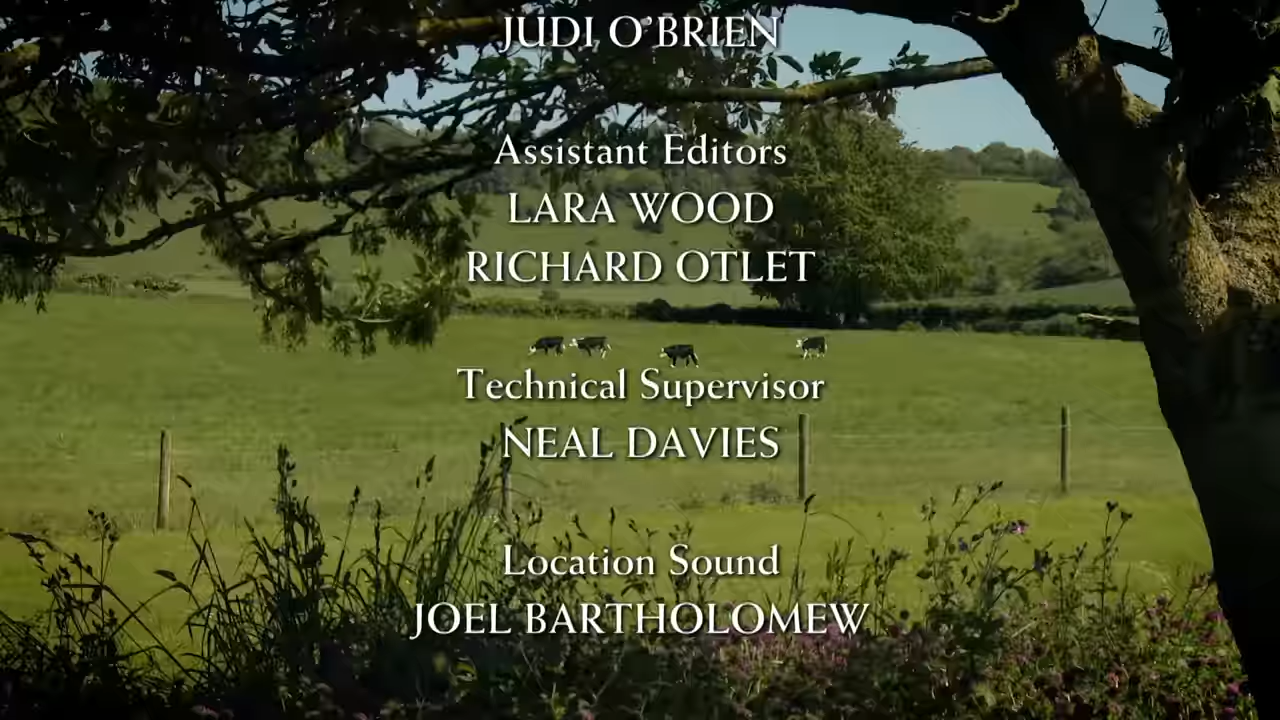 JUDI O'BRIEN
Assistant Editors
LARA WOOD
RICHARD OTLET
Technical Supervisor
NEAL DAVIES
Location Sound
JOEL BARTHOLOMEW